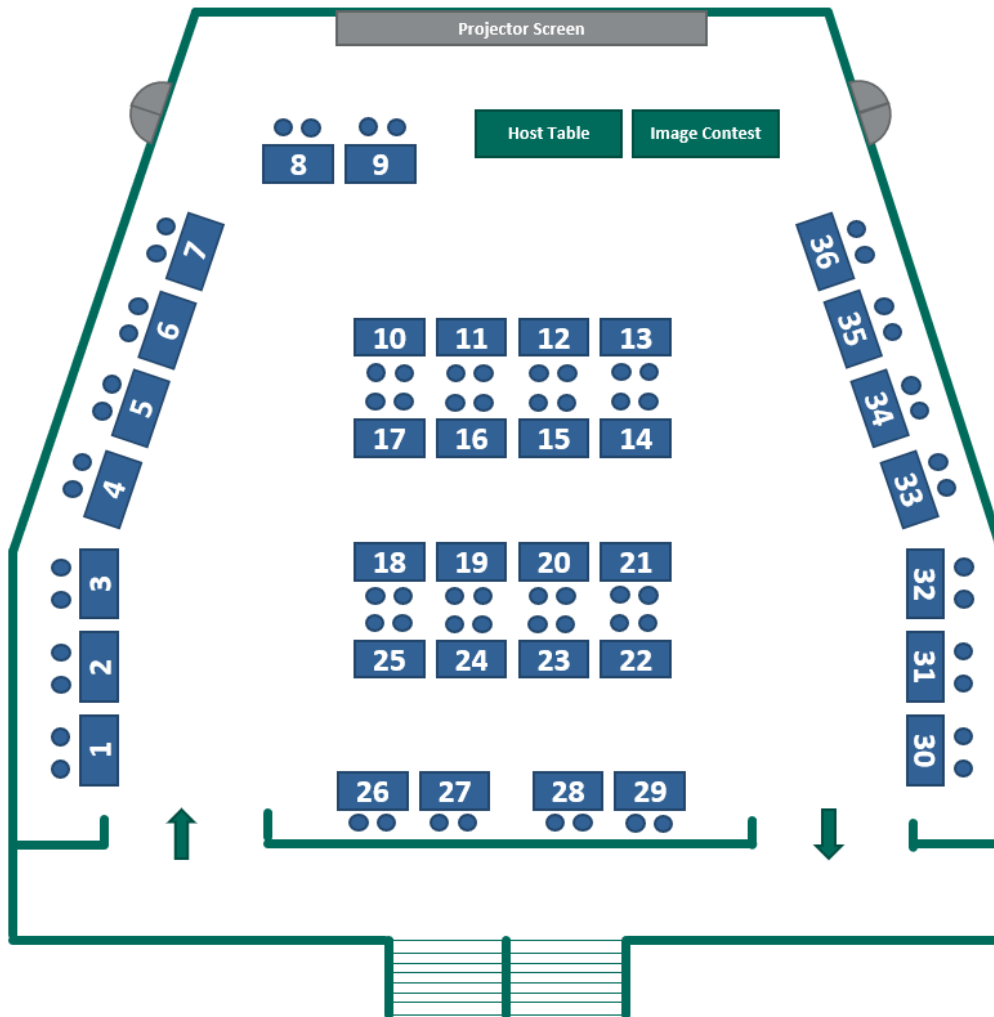 Projector Screen
Host Table Image Contest
8 9
7 36
6 35
10 11 12 13
5 34
17 16 15 14
4 33
3 18 19 20 21 32
2 25 24 23 22 31
1 30
26 27 28 29